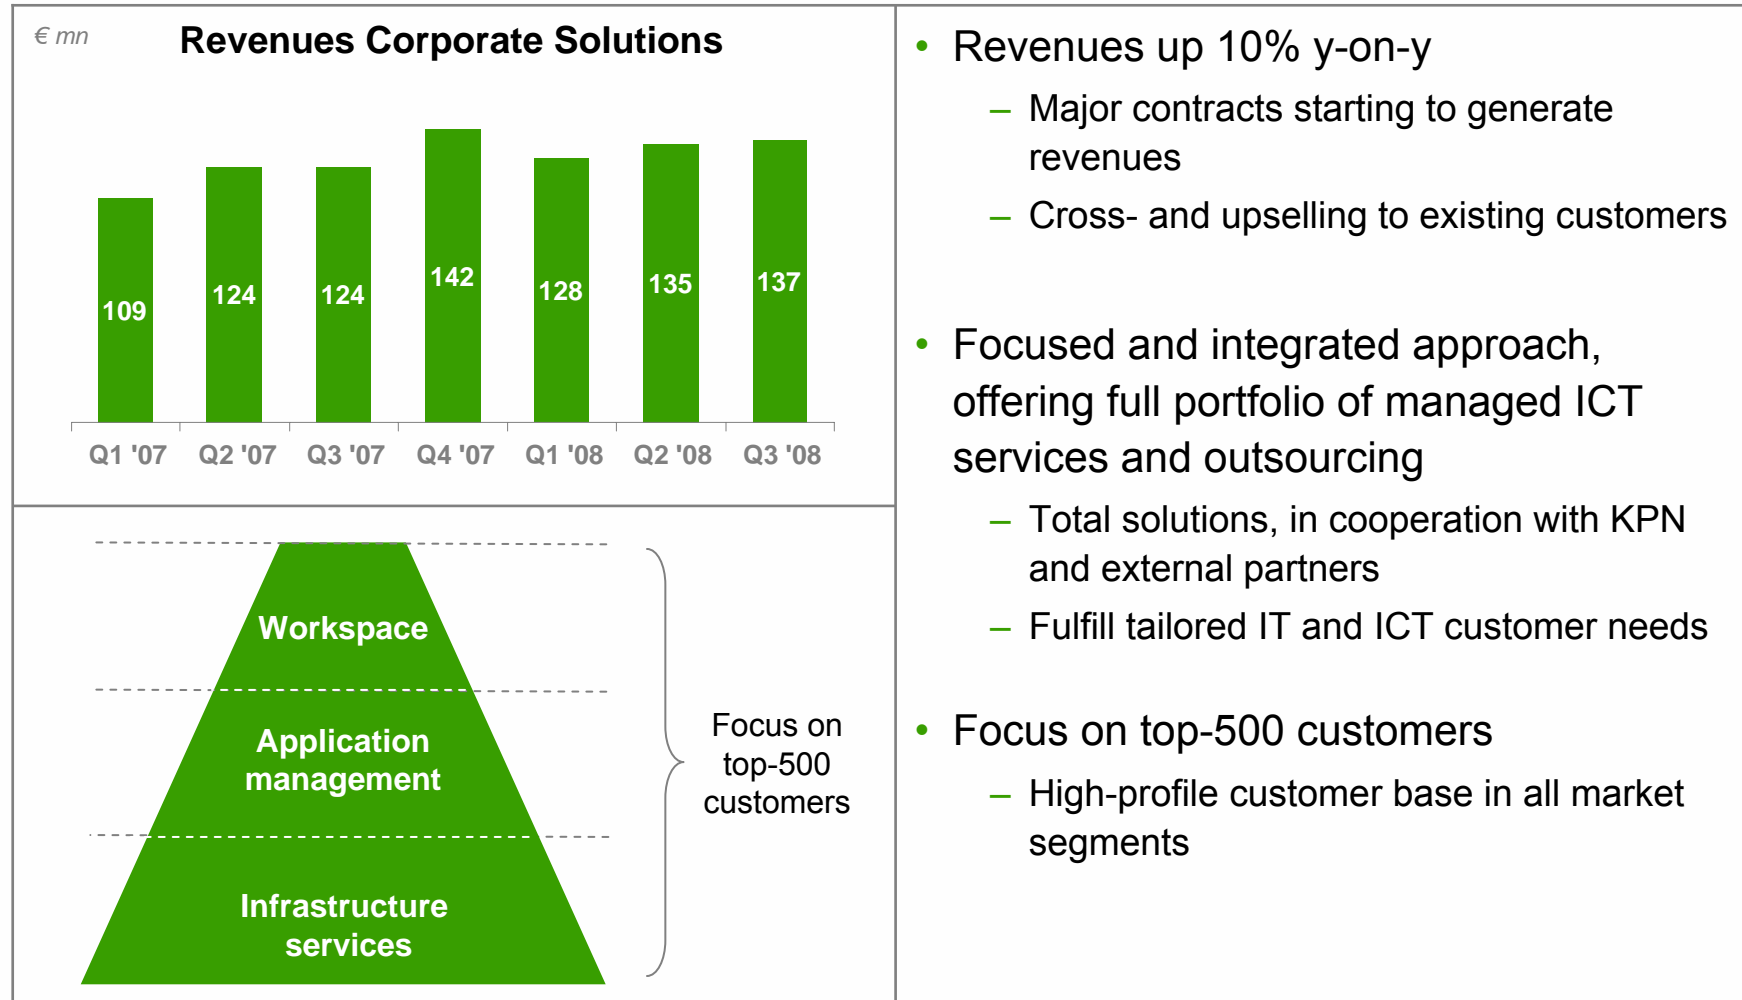 € mn
Revenues Corporate Solutions
109
124
124
142
128
135
137
Q1 '07 Q2 '07 Q3 '07 Q4 '07 Q1 '08 Q2 '08 Q3 '08
Workspace
Application
management
Infrastructure
services
Focus on
top-500
customers
• Revenues up 10% y-on-y
– Major contracts starting to generate
revenues
– Cross- and upselling to existing customers
• Focused and integrated approach,
offering full portfolio of managed ICT
services and outsourcing
– Total solutions, in cooperation with KPN
and external partners
– Fulfill tailored IT and ICT customer needs
• Focus on top-500 customers
– High-profile customer base in all market
segments